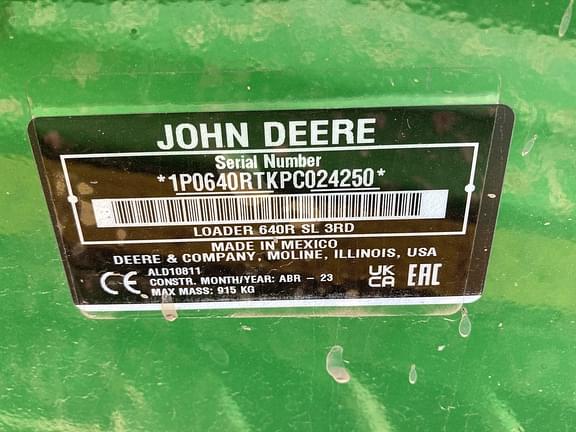 JOHN DEERE
Serial Number
*1P0640RTKPC024250*
LOADER 640R SL 3RD
MADE IN MEXICO
DEERE & COMPANY, MOLINE, ILLINOIS, USA
ALD10811
CONSTR. MONTH/YEAR: ABR - 23
MAX MASS: 915 KG
CE
UK
CA
EAC